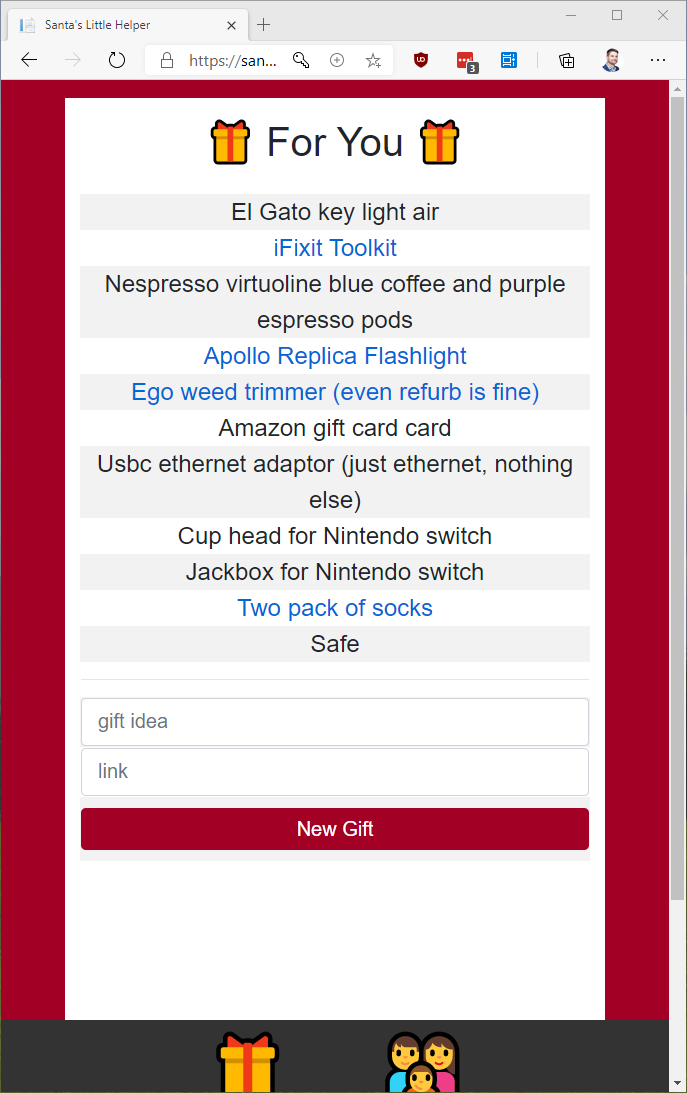 Santa's Little Helper
https://san...
3
For You
El Gato key light air
iFixit Toolkit
Nespresso virtuoline blue coffee and purple
espresso pods
Apollo Replica Flashlight
Ego weed trimmer (even refurb is fine)
Amazon gift card card
Usbc ethernet adaptor (just ethernet, nothing
else)
Cup head for Nintendo switch
Jackbox for Nintendo switch
Two pack of socks
Safe
gift idea
link
New Gift